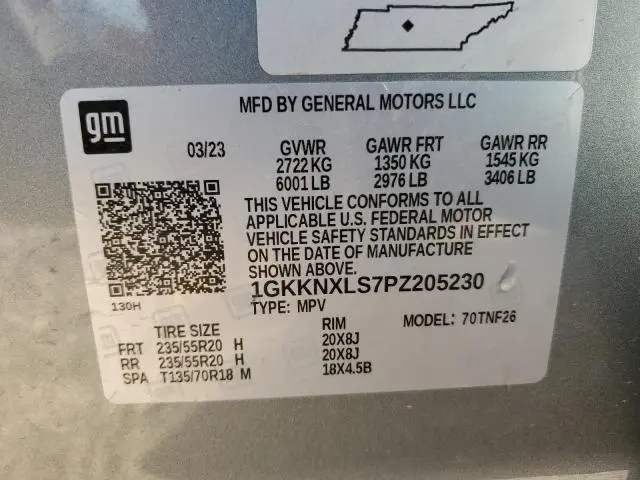 gm
MFD BY GENERAL MOTORS LLC
03/23 GVWR GAWR FRT GAWR RR
2722 KG 1350 KG 1545 KG
6001 LB 2976 LB 3406 LB
THIS VEHICLE CONFORMS TO ALL
APPLICABLE U.S. FEDERAL MOTOR
VEHICLE SAFETY STANDARDS IN EFFECT
ON THE DATE OF MANUFACTURE
SHOWN ABOVE.
1GKKNXLS7PZ205230
130H
TYPE: MPV MODEL: 70TNF26
TIRE SIZE RIM
FRT 235/55R20 H 20X8J
RR 235/55R20 H 20X8J
SPA T135/70R18 M 18X4.5B